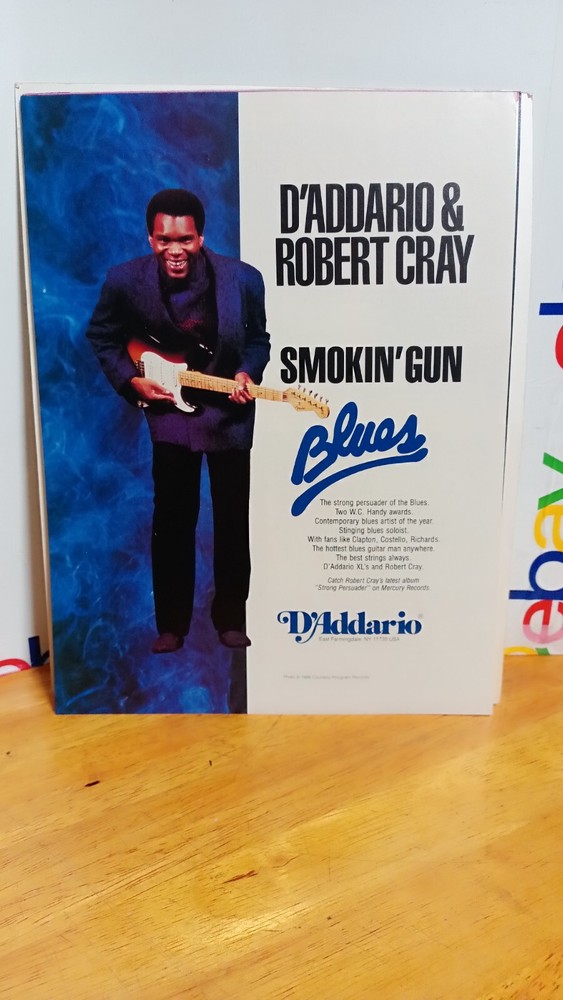 D'ADDARIO &
ROBERT CRAY
SMOKIN' GUN
Blues
The strong persuader of the Blues.
Two W.C. Handy awards.
Contemporary blues artist of the year.
Stinging blues soloist.
With fans like Clapton, Costello, Richards.
The hottest blues guitar man anywhere.
The best strings always.
D'Addario XL's and Robert Cray.
Catch Robert Cray's latest album
"Strong Persuader" on Mercury Records.
D'Addario®
East Farmingdale, NY 11735 USA
ebay